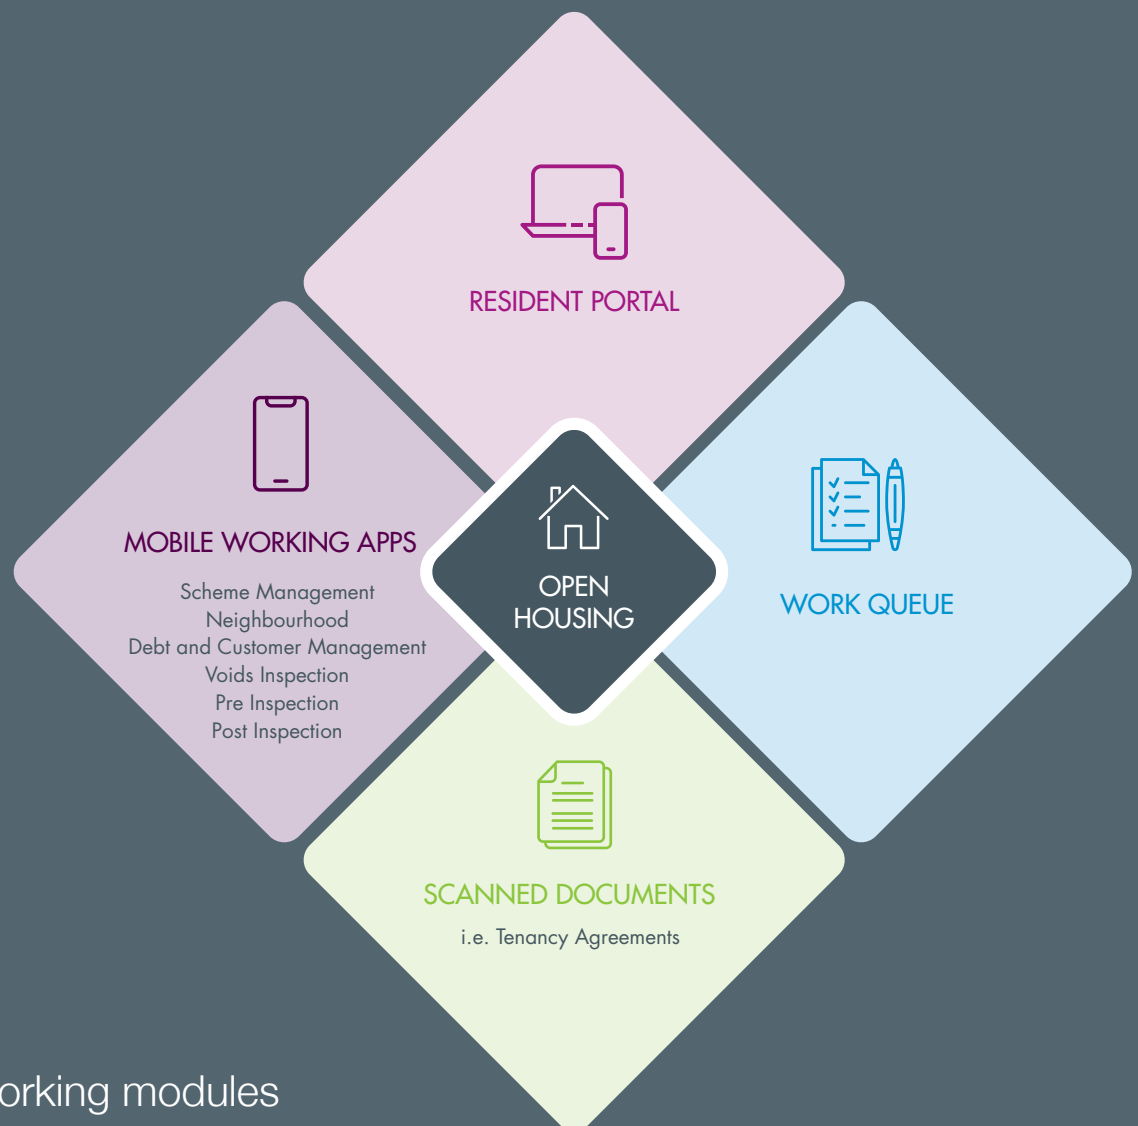 RESIDENT PORTAL
MOBILE WORKING APPS
Scheme Management
Neighbourhood
Debt and Customer Management
Voids Inspection
Pre Inspection
Post Inspection
OPEN
HOUSING
WORK QUEUE
SCANNED DOCUMENTS
i.e. Tenancy Agreements
modules